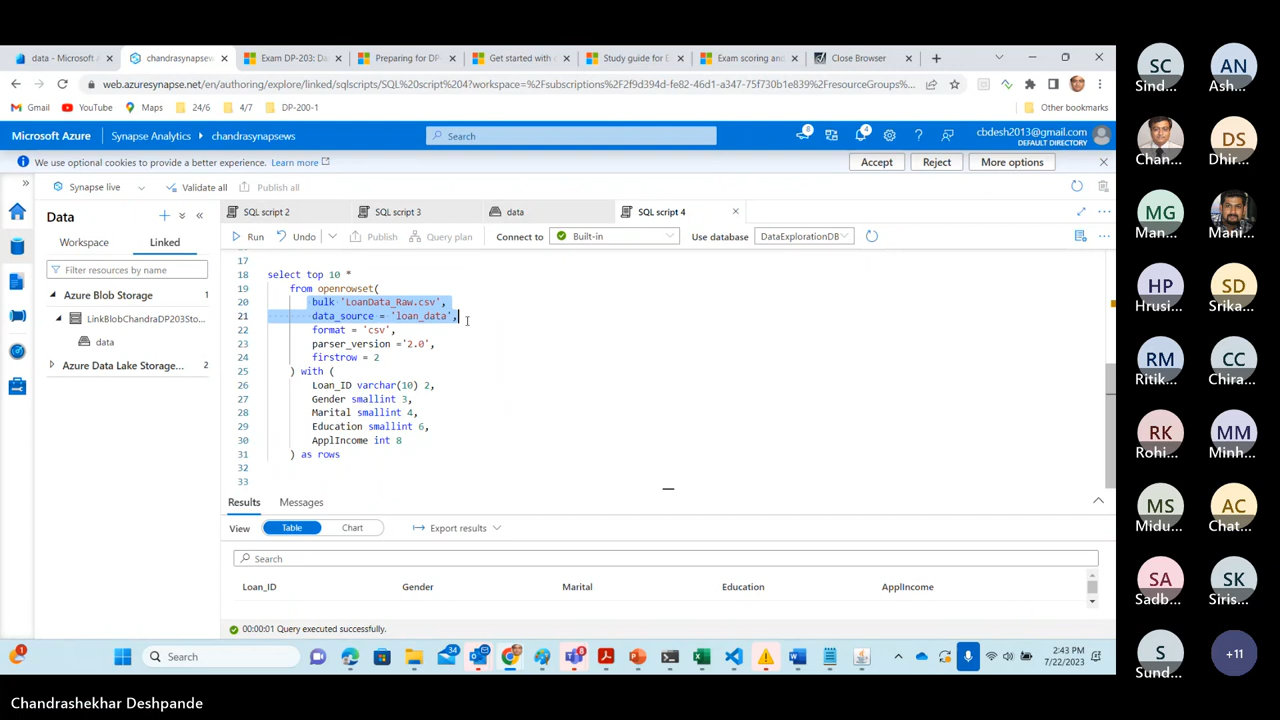 data - Microsoft A
chandrasynapsew
Exam DP-203: Da
Preparing for DP
Get started with
Study guide for E
Exam scoring an
Close Browser
web.azuresynapse.net/en/authoring/explore/linked/sqlscripts/SQL%20script%204?workspace=%2Fsubscriptions%2F9d394d-fe82-46d1-a347-75f730b1e839%2FresourceGroups%...
Gmail
YouTube
Maps
24/6
4/7
DP-200-1
Other bookmarks
Microsoft Azure
Synapse Analytics
chandrasynapsews
Search
8
4
cbdesh2013@gmail.com
DEFAULT DIRECTORY
We use optional cookies to provide a better experience.
Learn more
Accept
Reject
More options
Synapse live
Validate all
Publish all
Data
Workspace
Linked
Filter resources by name
Azure Blob Storage
1
LinkBlobChandraDP203Sto...
data
Azure Data Lake Storage...
2
SQL script 2
SQL script 3
data
SQL script 4
Run
Undo
Publish
Query plan
Connect to
Built-in
Use database
DataExplorationDB
17
18 select top 10 *
19 from openrowset(
20 bulk 'LoanData_Raw.csv',
21 data_source = 'loan_data',
22 format = 'csv',
23 parser_version ='2.0',
24 firstrow = 2
25 ) with (
26 Loan_ID varchar(10) 2,
27 Gender smallint 3,
28 Marital smallint 4,
29 Education smallint 6,
30 ApplIncome int 8
31 ) as rows
32
33
Results
Messages
View
Table
Chart
Export results
Search
Loan_ID
Gender
Marital
Education
ApplIncome
00:00:01 Query executed successfully.
1
Search
34
8
2:43 PM
7/22/2023
SC
Sind...
AN
Ash...
Chan...
DS
Dhir...
MG
Man...
Mani...
HP
Hrusi...
SD
Srika...
RM
Ritik...
CC
Chira...
RK
Rohi...
MM
Minh...
MS
Midu...
AC
Chat...
SA
Sadb...
SK
Siris...
S
Sund...
+11
Chandrashekhar Deshpande